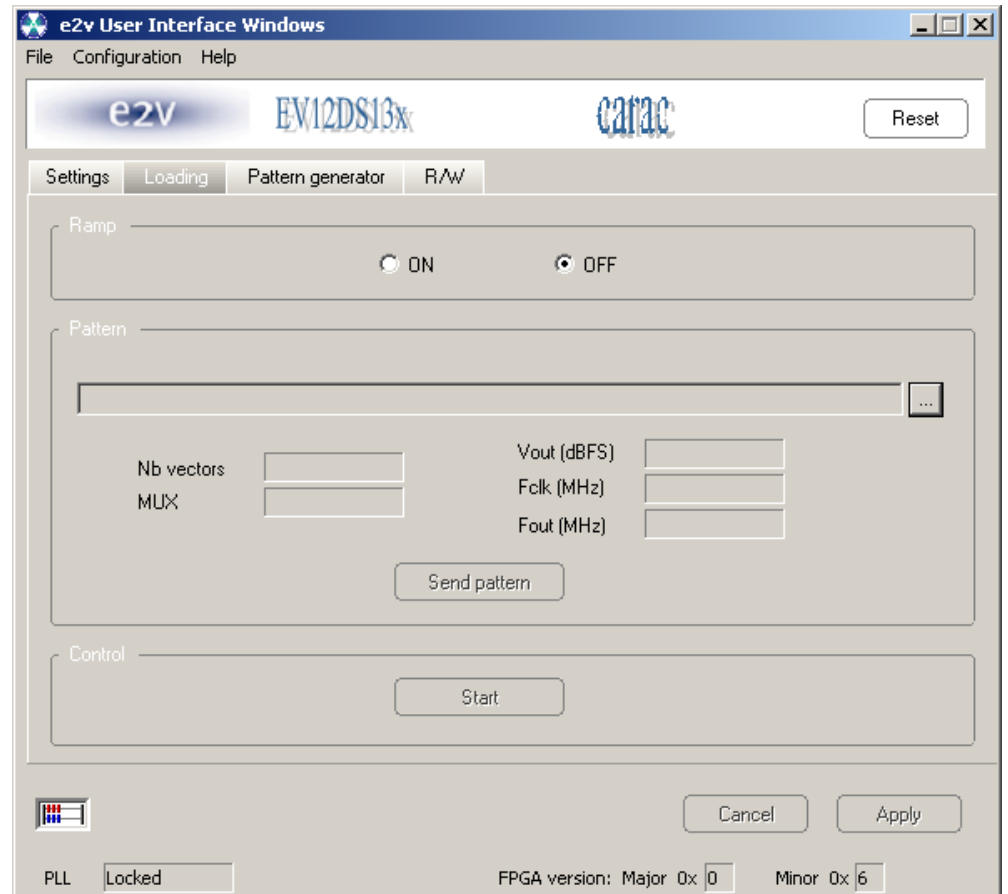 e2v User Interface Windows
File Configuration Help
e2v EV12DS13x carac Reset
Settings Loading Pattern generator R/W
Ramp
ON OFF
Pattern
...
Nb vectors Vout (dBFS)
MUX Fclk (MHz)
Fout (MHz)
Send pattern
Control
Start
Cancel Apply
PLL Locked FPGA version: Major 0x 0 Minor 0x 6